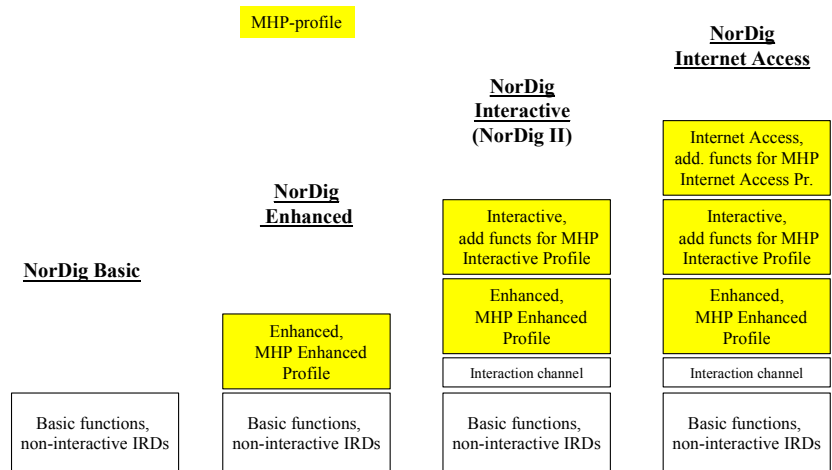 MHP-profile
NorDig Basic
Basic functions,
non-interactive IRDs
NorDig
Enhanced
Enhanced,
MHP Enhanced
Profile
Basic functions,
non-interactive IRDs
NorDig
Interactive
(NorDig II)
Interactive,
add functs for MHP
Interactive Profile
Enhanced,
MHP Enhanced
Profile
Interaction channel
Basic functions,
non-interactive IRDs
NorDig
Internet Access
Internet Access,
add. functs for MHP
Internet Access Pr.
Interactive,
add functs for MHP
Interactive Profile
Enhanced,
MHP Enhanced
Profile
Interaction channel
Basic functions,
non-interactive IRDs